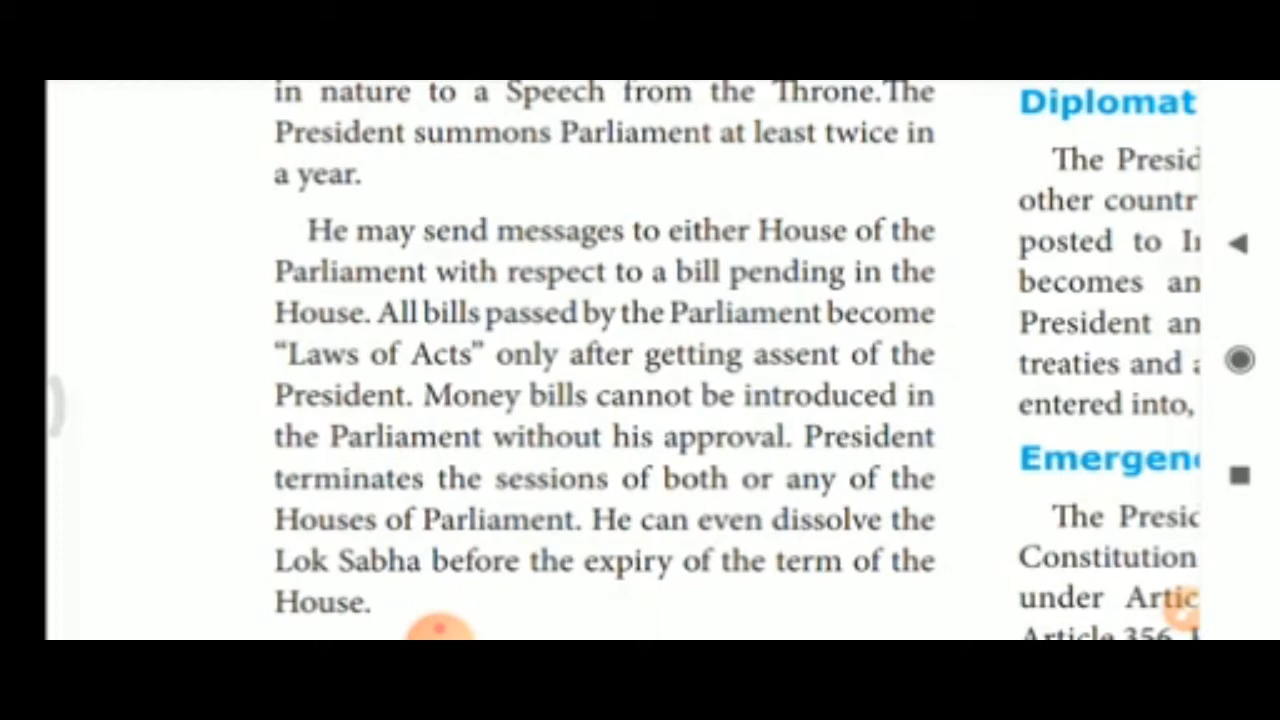 in nature to a Speech from the Throne.The
President summons Parliament at least twice in
a year.
He may send messages to either House of the
Parliament with respect to a bill pending in the
House. All bills passed by the Parliament become
“Laws of Acts” only after getting assent of the
President. Money bills cannot be introduced in
the Parliament without his approval. President
terminates the sessions of both or any of the
Houses of Parliament. He can even dissolve the
Lok Sabha before the expiry of the term of the
House.
Diplomat
The Presid
other countr
posted to I
becomes an
President an
treaties and
entered into,
Emergen
The Presid
Constitution
under Artic
Article 356